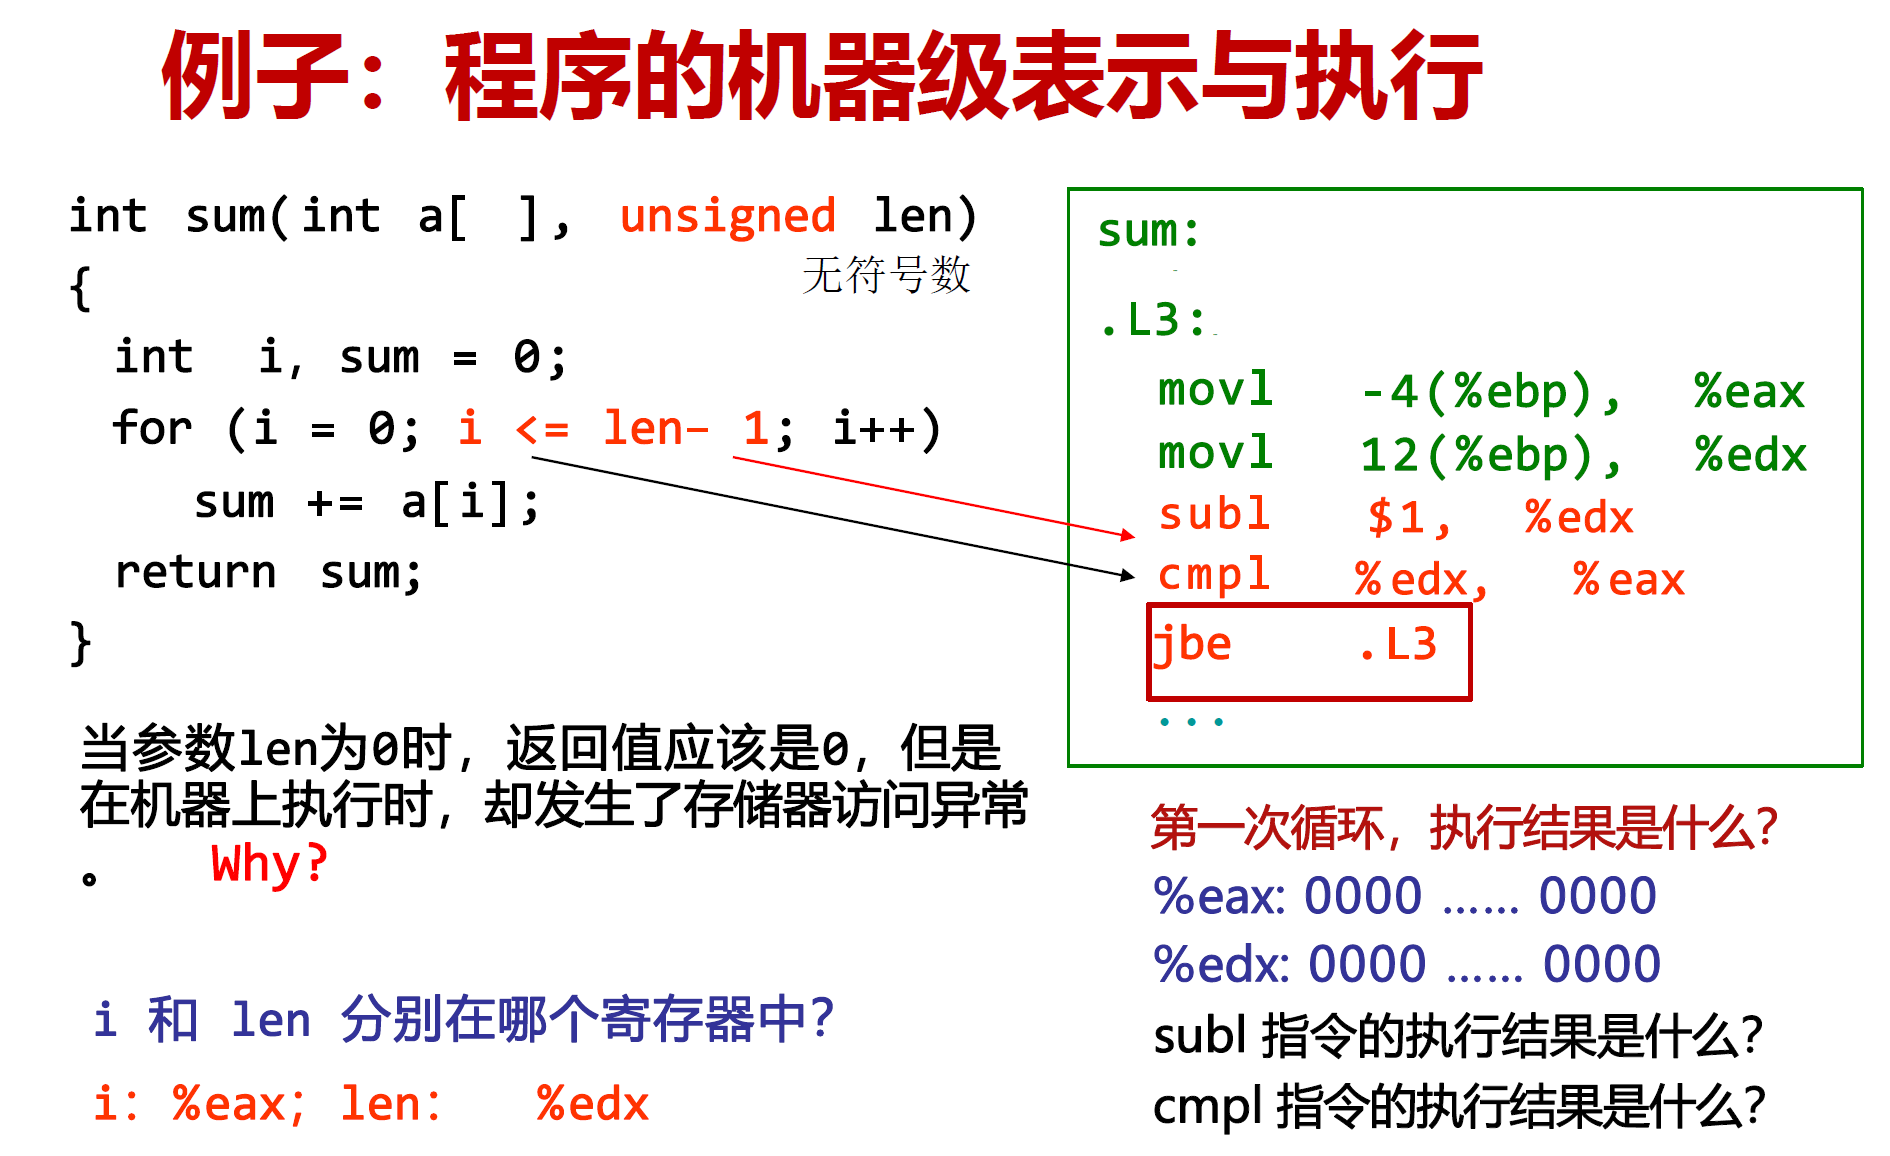 例子：程序的机器级表示与执行
int sum(int a[ ], unsigned len)
无符号数
{
int i, sum = 0;
for (i = 0; i <= len- 1; i++)
sum += a[i];
return sum;
}
当参数len为0时，返回值应该是0，但是
在机器上执行时，却发生了存储器访问异常
。 Why?
i 和 len 分别在哪个寄存器中？
i: %eax; len: %edx
sum:
.L3:
movl -4(%ebp), %eax
movl 12(%ebp), %edx
subl $1, %edx
cmpl %edx, %eax
jbe .L3
...
第一次循环，执行结果是什么？
%eax: 0000 …… 0000
%edx: 0000 …… 0000
subl 指令的执行结果是什么？
cmpl 指令的执行结果是什么？